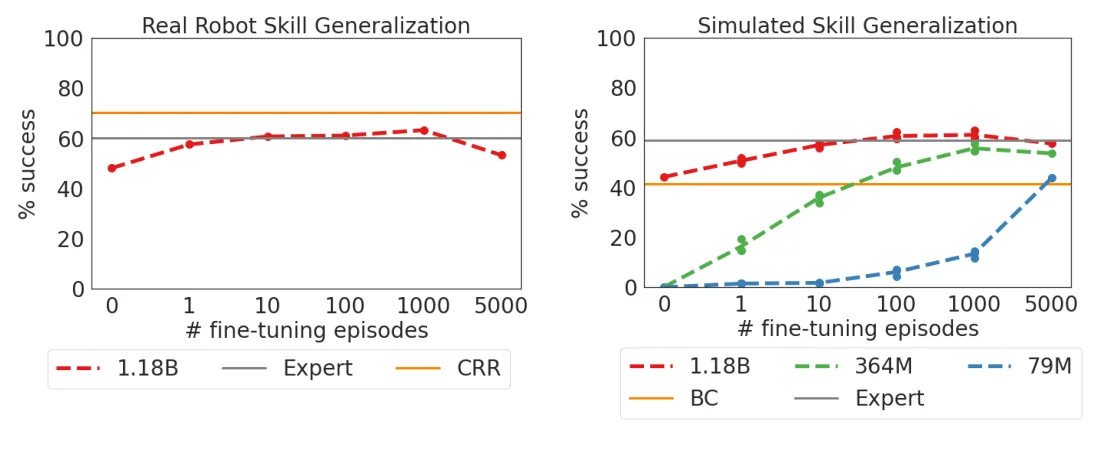 Real Robot Skill Generalization
100
80
60
40
20
0
% success
0 1 10 100 1000 5000
# fine-tuning episodes
1.18B Expert CRR
Simulated Skill Generalization
100
80
60
40
20
0
% success
0 1 10 100 1000 5000
# fine-tuning episodes
1.18B 364M 79M
BC Expert